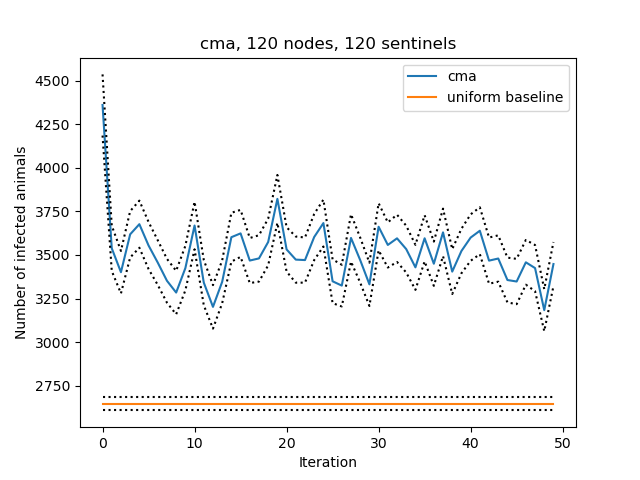 cma, 120 nodes, 120 sentinels
cma
uniform baseline
4500
4250
4000
3750
3500
3250
3000
2750
Number of infected animals
0 10 20 30 40 50
Iteration